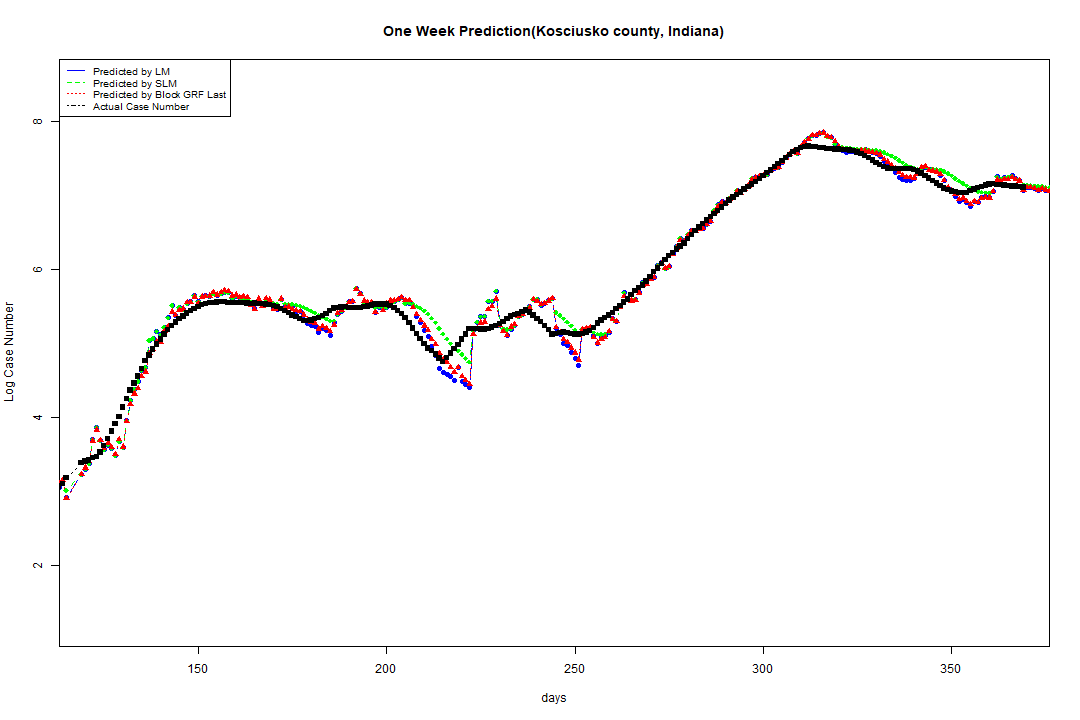 One Week Prediction(Kosciusko county, Indiana)
Predicted by LM
Predicted by SLM
Predicted by Block GRF Last
Actual Case Number
8
6
4
2
Log Case Number
150 200 250 300 350
days